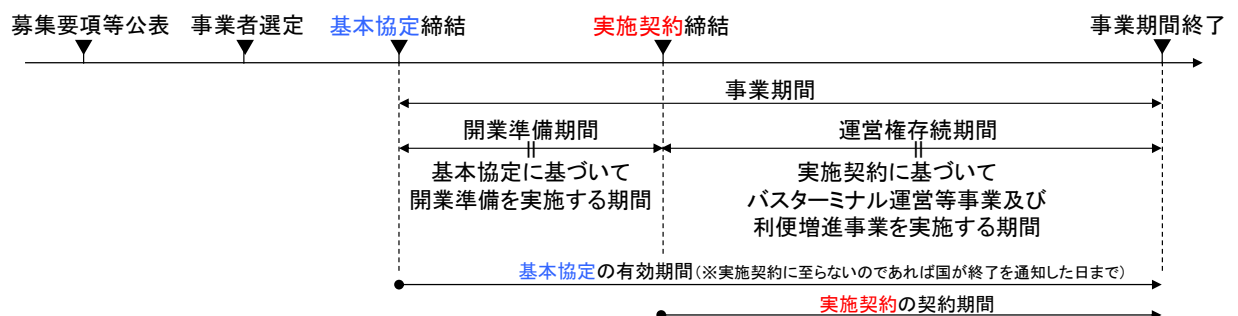 募集要項等公表 事業者選定 基本協定締結 実施契約締結 事業期間終了
事業期間
開業準備期間 運営権存続期間
基本協定に基づいて
開業準備を実施する期間
実施契約に基づいて
バスターミナル運営等事業及び
利便増進事業を実施する期間
基本協定の有効期間(※実施契約に至らないのであれば国が終了を通知した日まで)
実施契約の契約期間